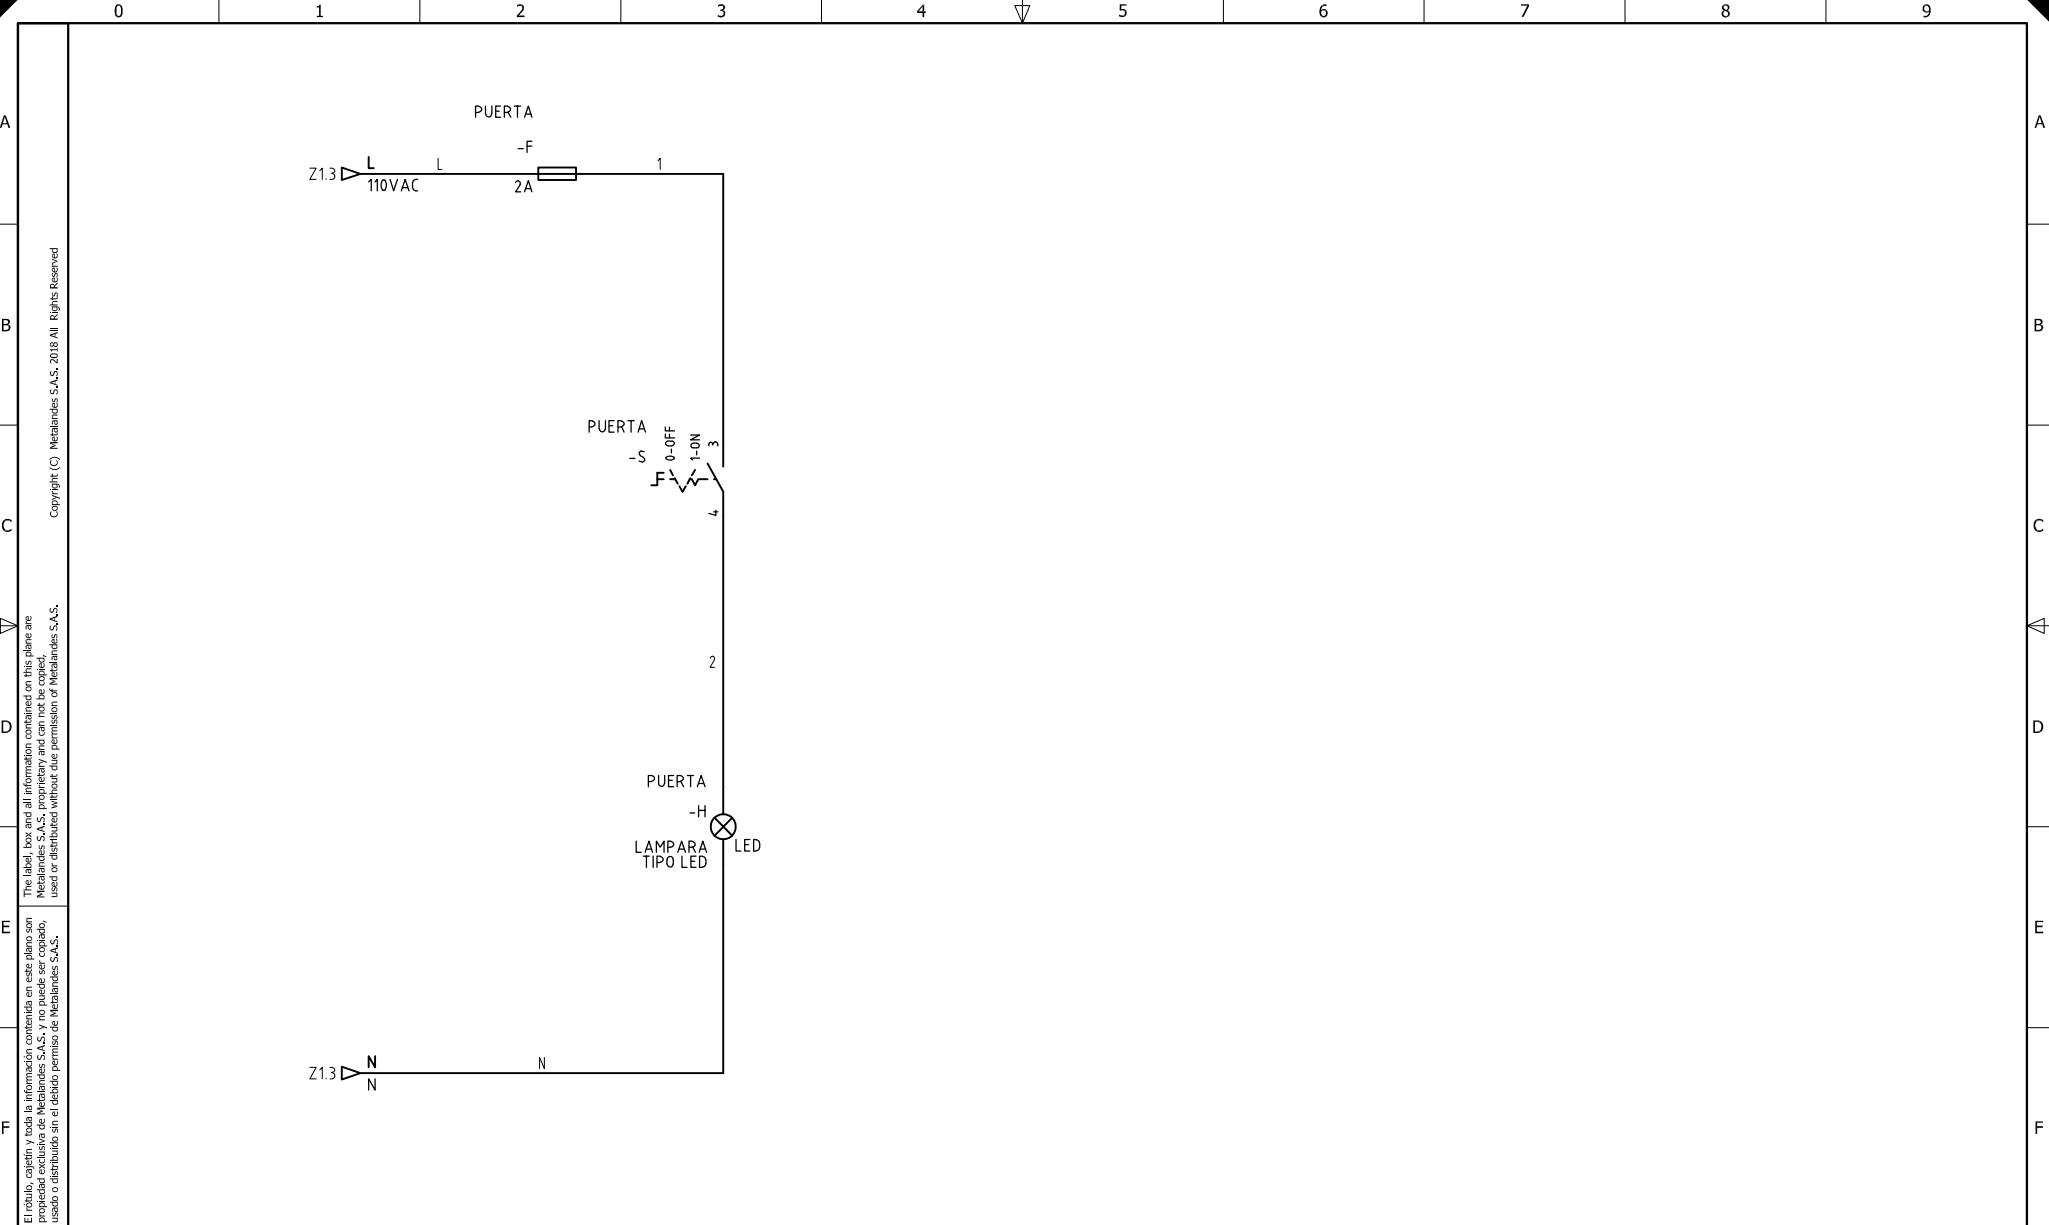 0 1 2 3 4 5 6 7 8 9
A A
B B
C C
D D
E E
F F
PUERTA
-F
Z1.3 L L 1
110VAC 2A
PUERTA
-S
0-OFF
1-ON
3
4
2
PUERTA
-H
LAMPARA LED
TIPO LED
Z1.3 N N
N
Copyright (C) Metalandes S.A.S. 2018 All Rights Reserved
The label, box and all information contained on this plane are
Metalandes S.A.S. proprietary and can not be copied,
used or distributed without due permission of Metalandes S.A.S.
El rótulo, cajetín y toda la información contenida en este plano son
propiedad exclusiva de Metalandes S.A.S. y no puede ser copiado,
usado o distribuido sin el debido permiso de Metalandes S.A.S.